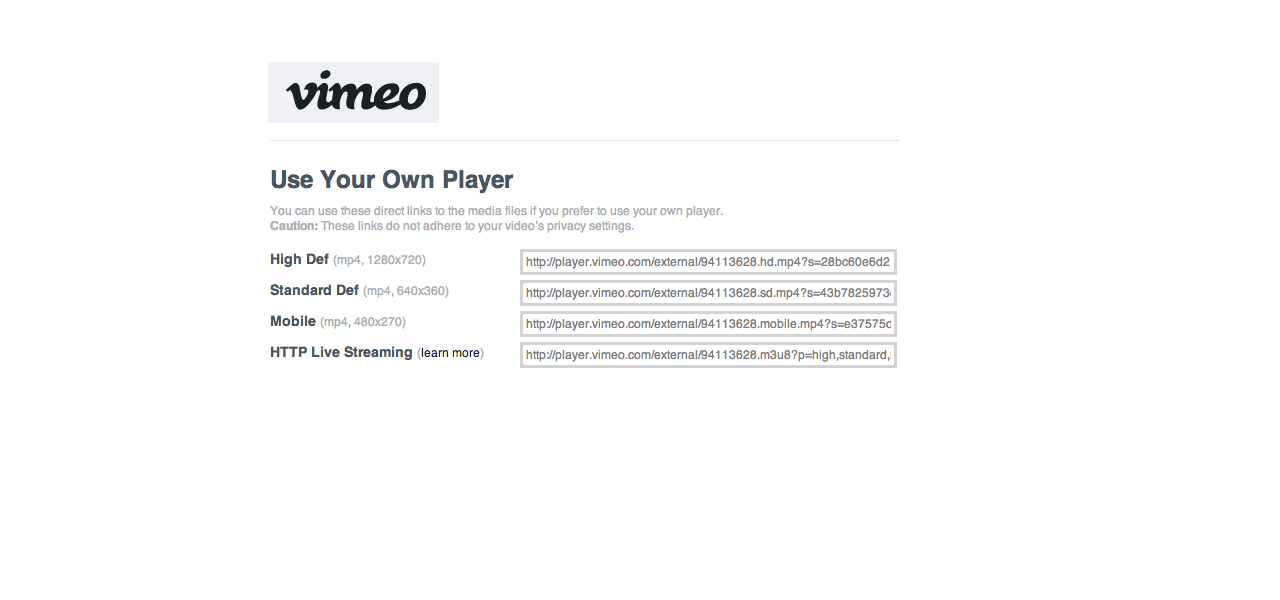 vimeo
Use Your Own Player
You can use these direct links to the media files if you prefer to use your own player.
Caution: These links do not adhere to your video's privacy settings.
High Def (mp4, 1280x720) http://player.vimeo.com/external/94113628.hd.mp4?s=28bc60e6d2
Standard Def (mp4, 640x360) http://player.vimeo.com/external/94113628.sd.mp4?s=43b7825973
Mobile (mp4, 480x270) http://player.vimeo.com/external/94113628.mobile.mp4?s=e37575d
HTTP Live Streaming (learn more) http://player.vimeo.com/external/94113628.m3u8?p=high,standard,